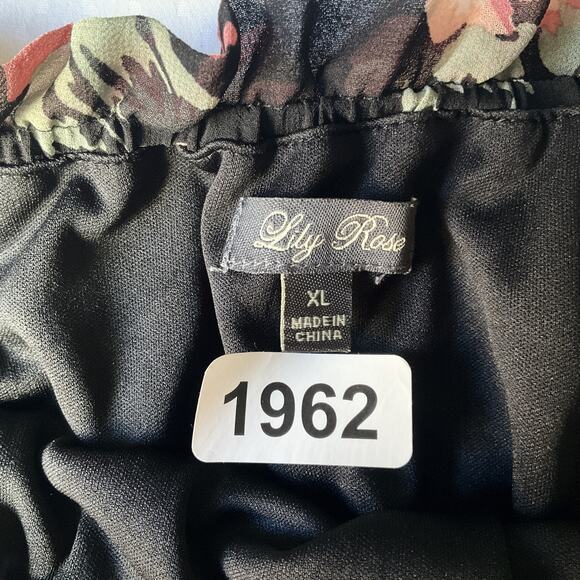 Lily Rose
XL
MADE IN
CHINA
1962